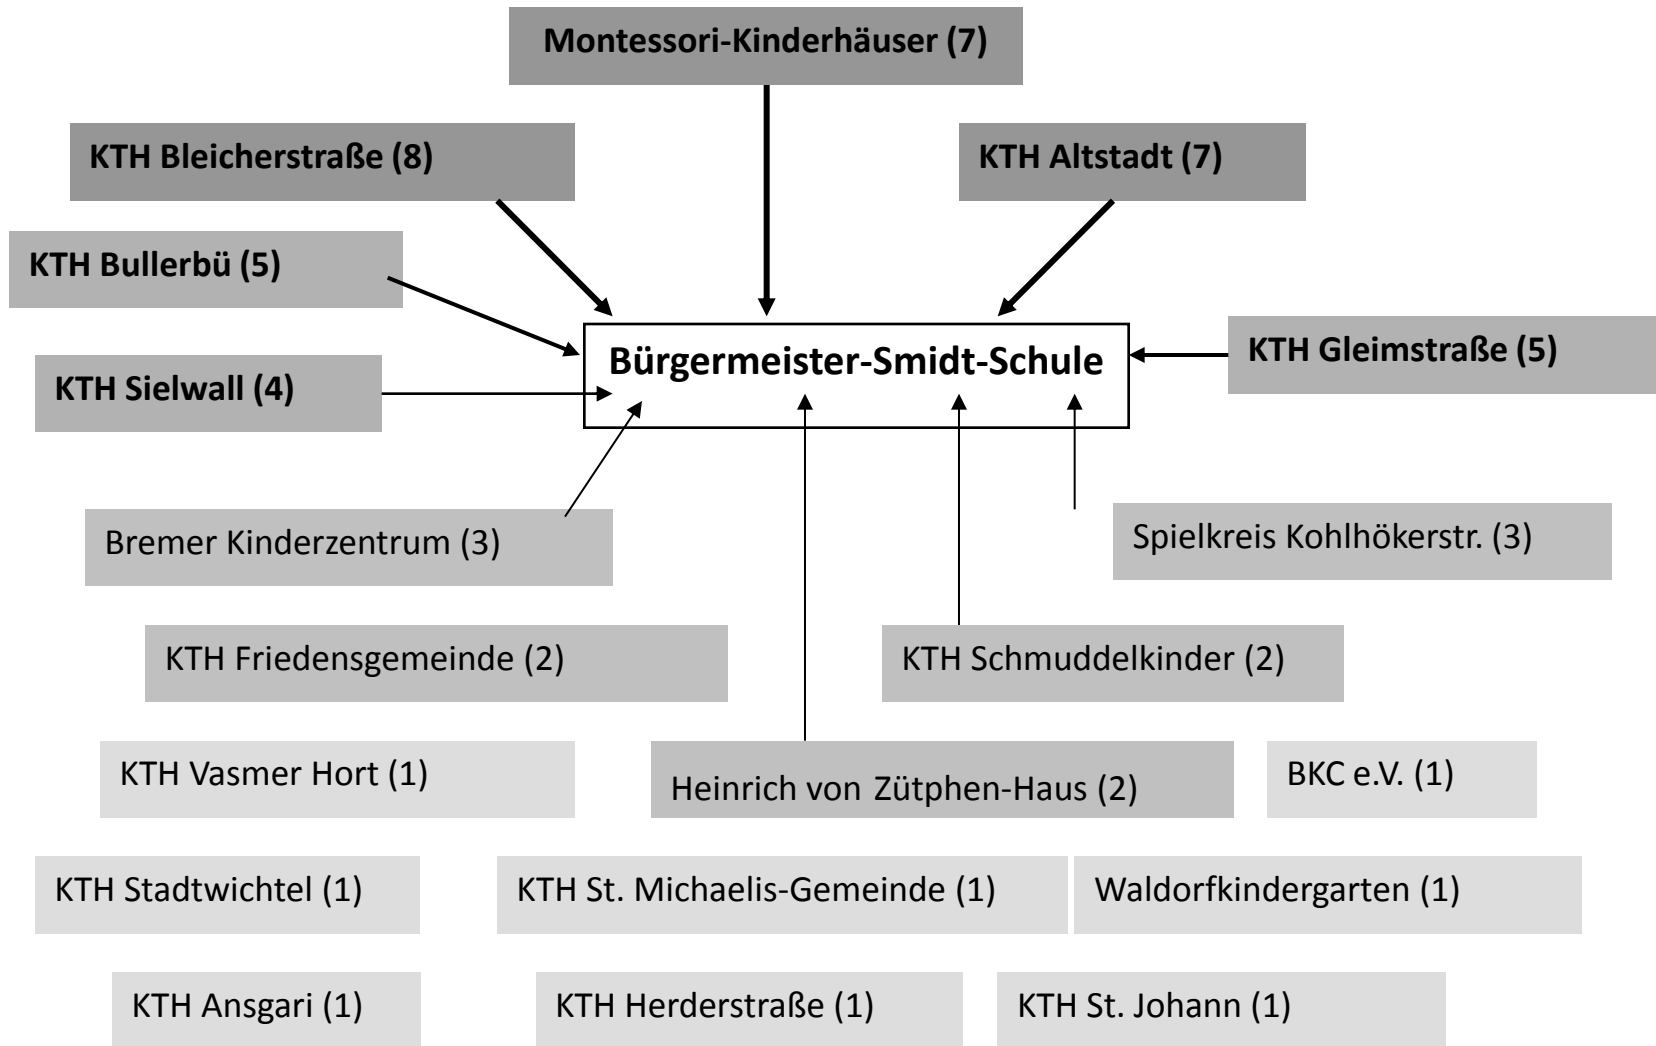 Montessori-Kinderhäuser (7)
KTH Bleicherstraße (8)
KTH Altstadt (7)
KTH Bullerbü (5)
Bürgermeister-Smidt-Schule
KTH Gleimstraße (5)
KTH Sielwall (4)
Bremer Kinderzentrum (3)
Spielkreis Kohlhökerstr. (3)
KTH Friedensgemeinde (2)
KTH Schmuddelkinder (2)
KTH Vasmer Hort (1)
Heinrich von Zütphen-Haus (2)
BKC e.V. (1)
KTH Stadtwichtel (1)
KTH St. Michaelis-Gemeinde (1)
Waldorfkindergarten (1)
KTH Ansgari (1)
KTH Herderstraße (1)
KTH St. Johann (1)